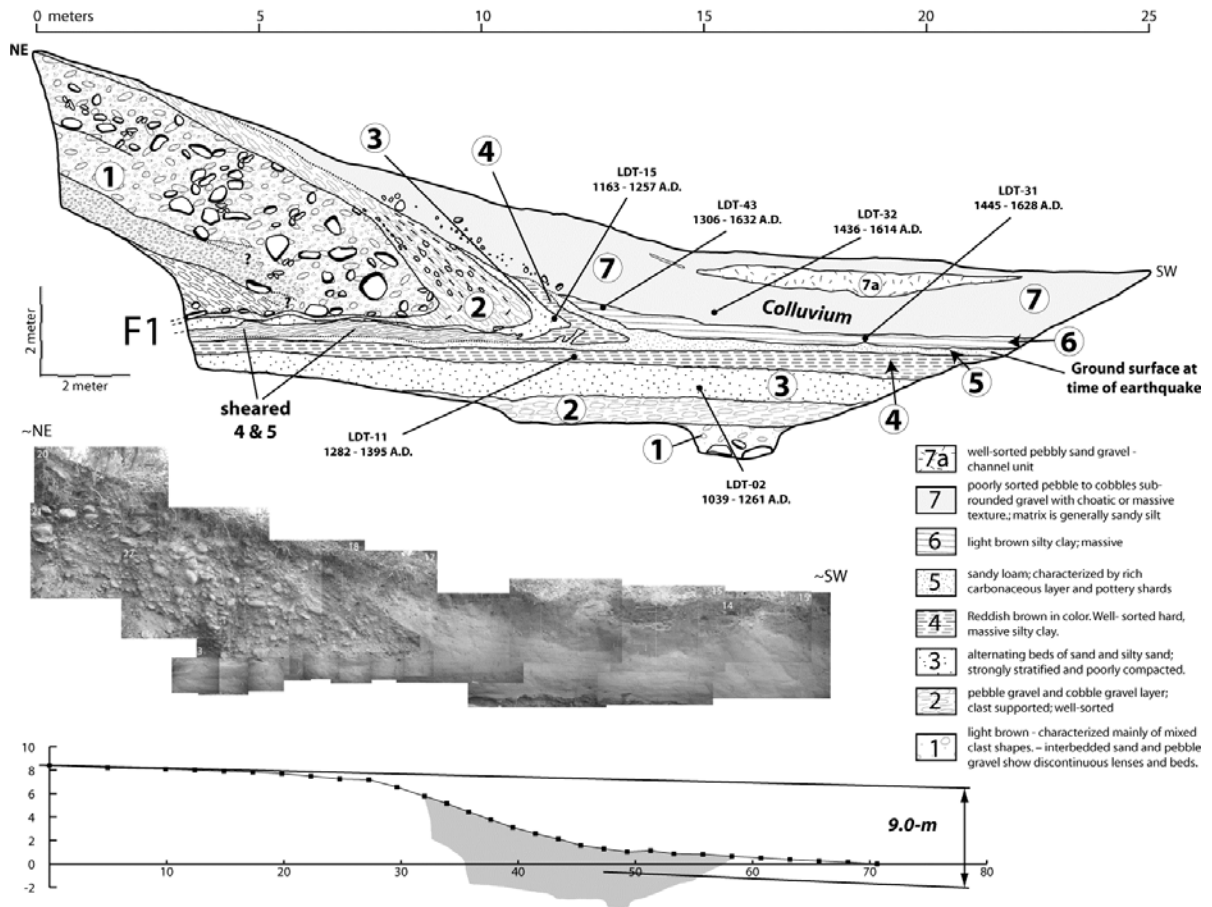 0 meters 5 10 15 20 25
NE
3
4
LDT-15
1163 - 1257 A.D.
LDT-43
1306 - 1632 A.D.
LDT-32
1436 - 1614 A.D.
LDT-31
1445 - 1628 A.D.
1
?
?
2
7
7a
SW
7
Colluvium
6
F1
2 meter
2 meter
sheared
4 & 5
3
4
5
Ground surface at
time of earthquake
2
1
LDT-11
1282 - 1395 A.D.
LDT-02
1039 - 1261 A.D.
~NE
~SW
7a
well-sorted pebbly sand gravel -
channel unit
7
poorly sorted pebble to cobbles sub-
rounded gravel with choatic or massive
texture.; matrix is generally sandy silt
6
light brown silty clay; massive
5
sandy loam; characterized by rich
carbonaceous layer and pottery shards
4
Reddish brown in color. Well- sorted hard,
massive silty clay.
3
alternating beds of sand and silty sand;
strongly stratified and poorly compacted.
2
pebble gravel and cobble gravel layer;
clast supported; well-sorted
1
light brown - characterized mainly of mixed
clast shapes. – interbedded sand and pebble
gravel show discontinuous lenses and beds.
10
8
6
4
2
0
-2
9.0-m
10 20 30 40 50 60 70 80